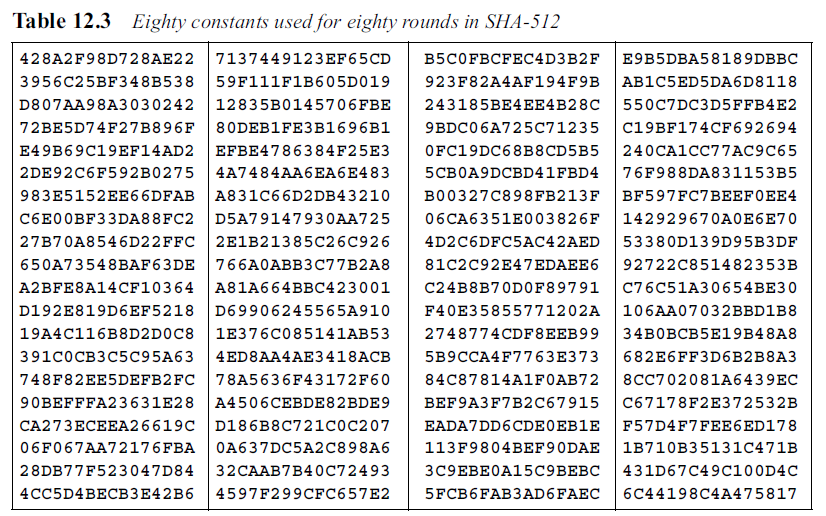 Table 12.3 Eighty constants used for eighty rounds in SHA-512
428A2F98D728AE22 7137449123EF65CD B5C0FBCFEC4D3B2F E9B5DBA58189DBBC
3956C25BF348B538 59F111F1B605D019 923F82A4AF194F9B AB1C5ED5DA6D8118
D807AA98A3030242 12835B0145706FBE 243185BE4EE4B28C 550C7DC3D5FFB4E2
72BE5D74F27B896F 80DEB1FE3B1696B1 9BDC06A725C71235 C19BF174CF692694
E49B69C19EF14AD2 EFBE4786384F25E3 0FC19DC68B8CD5B5 240CA1CC77AC9C65
2DE92C6F592B0275 4A7484AA6EA6E483 5CB0A9DCBD41FBD4 76F988DA831153B5
983E5152EE66DFAB A831C66D2DB43210 B00327C898FB213F BF597FC7BEEF0EE4
C6E00BF33DA88FC2 D5A79147930AA725 06CA6351E003826F 142929670A0E6E70
27B70A8546D22FFC 2E1B21385C26C926 4D2C6DFC5AC42AED 53380D139D95B3DF
650A73548BAF63DE 766A0ABB3C77B2A8 81C2C92E47EDAEE6 92722C851482353B
A2BFE8A14CF10364 A81A664BBC423001 C24B8B70D0F89791 C76C51A30654BE30
D192E819D6EF5218 D69906245565A910 F40E35855771202A 106AA07032BBD1B8
19A4C116B8D2D0C8 1E376C085141AB53 2748774CDF8EEB99 34B0BCB5E19B48A8
391C0CB3C5C95A63 4ED8AA4AE3418ACB 5B9CCA4F7763E373 682E6FF3D6B2B8A3
748F82EE5DEFB2FC 78A5636F43172F60 84C87814A1F0AB72 8CC702081A6439EC
90BEFFFA23631E28 A4506CEBDE82BDE9 BEF9A3F7B2C67915 C67178F2E372532B
CA273ECEEA26619C D186B8C721C0C207 EADA7DD6CDE0EB1E F57D4F7FEE6ED178
06F067AA72176FBA 0A637DC5A2C898A6 113F9804BEF90DAE 1B710B35131C471B
28DB77F523047D84 32CAAB7B40C72493 3C9EBE0A15C9BEBC 431D67C49C100D4C
4CC5D4BECB3E42B6 4597F299CFC657E2 5FCB6FAB3AD6FAEC 6C44198C4A475817